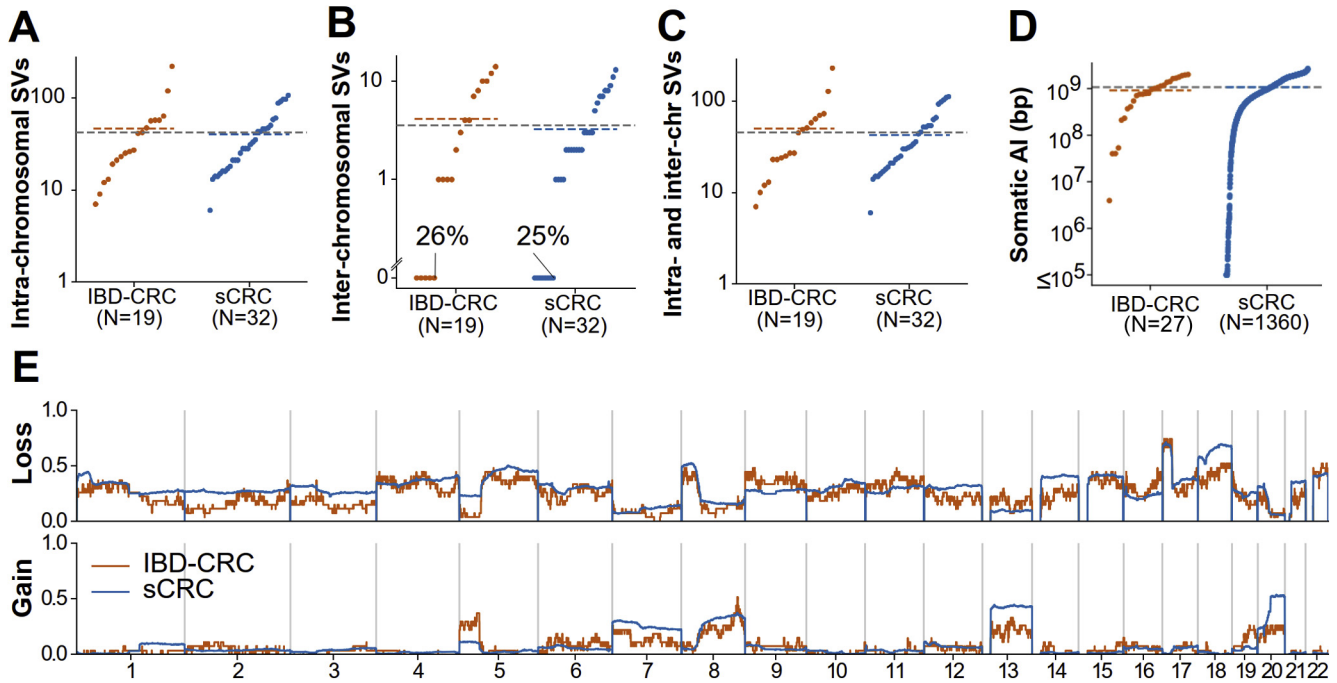 A
Intra-chromosomal SVs
100
10
1
IBD-CRC
(N=19)
sCRC
(N=32)
B
Inter-chromosomal SVs
10
1
0
26%
25%
IBD-CRC
(N=19)
sCRC
(N=32)
C
Intra- and inter-chr SVs
100
10
1
IBD-CRC
(N=19)
sCRC
(N=32)
D
Somatic AI (bp)
10⁹
10⁸
10⁷
10⁶
≤10⁵
IBD-CRC
(N=27)
sCRC
(N=1360)
E
Loss
1.0
0.5
0.0
Gain
1.0
0.5
0.0
IBD-CRC
sCRC
1 2 3 4 5 6 7 8 9 10 11 12 13 14 15 16 17 18 19 20 21 22